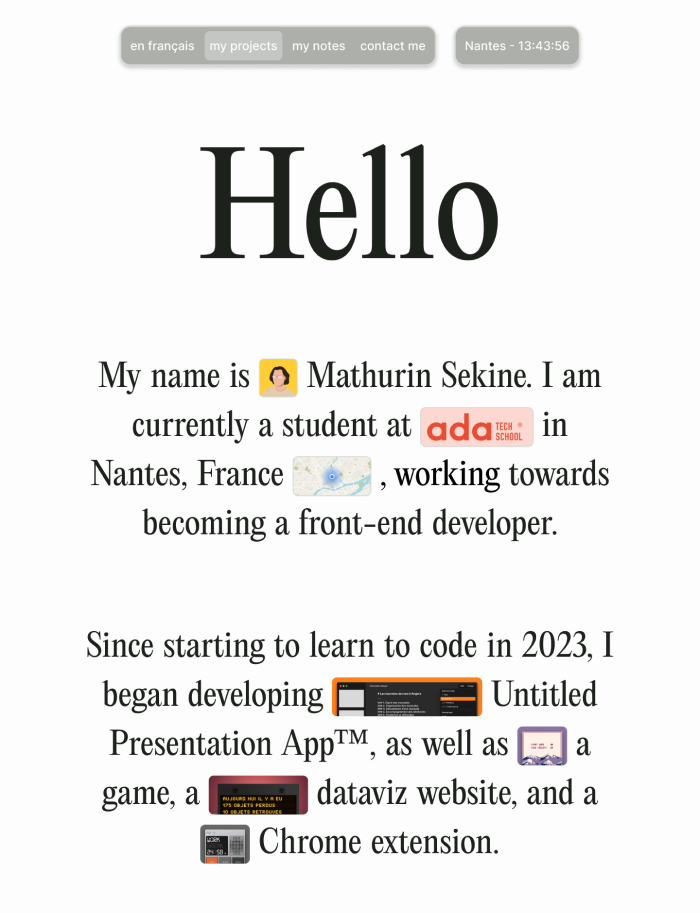 en français my projects my notes contact me Nantes - 13:43:56
Hello
My name is Mathurin Sekine. I am
currently a student at ada TECH SCHOOL ® in
Nantes, France , working towards
becoming a front-end developer.
Since starting to learn to code in 2023, I
began developing Untitled
Presentation App™, as well as a
game, a
AUJOURD HUI IL Y A EU
175 OBJETS PERDUS
10 OBJETS RETROUVES
dataviz website, and a
WORK
Chrome extension.